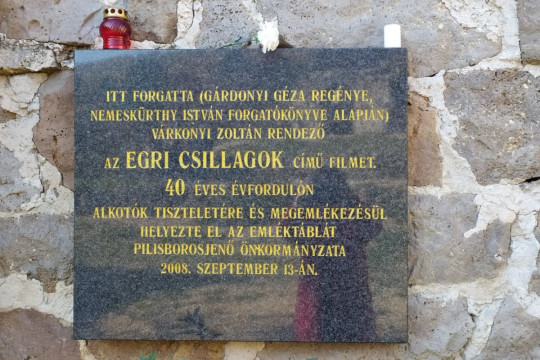 ITT FORGATTA (GÁRDONYI GÉZA REGÉNYE,
NEMESKÜRTHY ISTVÁN FORGATÓKÖNYVE ALAPJÁN)
VÁRKONYI ZOLTÁN RENDEZŐ
AZ EGRI CSILLAGOK CÍMŰ FILMET.
40 ÉVES ÉVFORDULÓN
ALKOTÓK TISZTELETÉRE ÉS MEGEMLÉKEZÉSÜL
HELYEZTE EL AZ EMLÉKTÁBLÁT
PILISBOROSJENŐ ÖNKORMÁNYZATA
2008. SZEPTEMBER 13-ÁN.